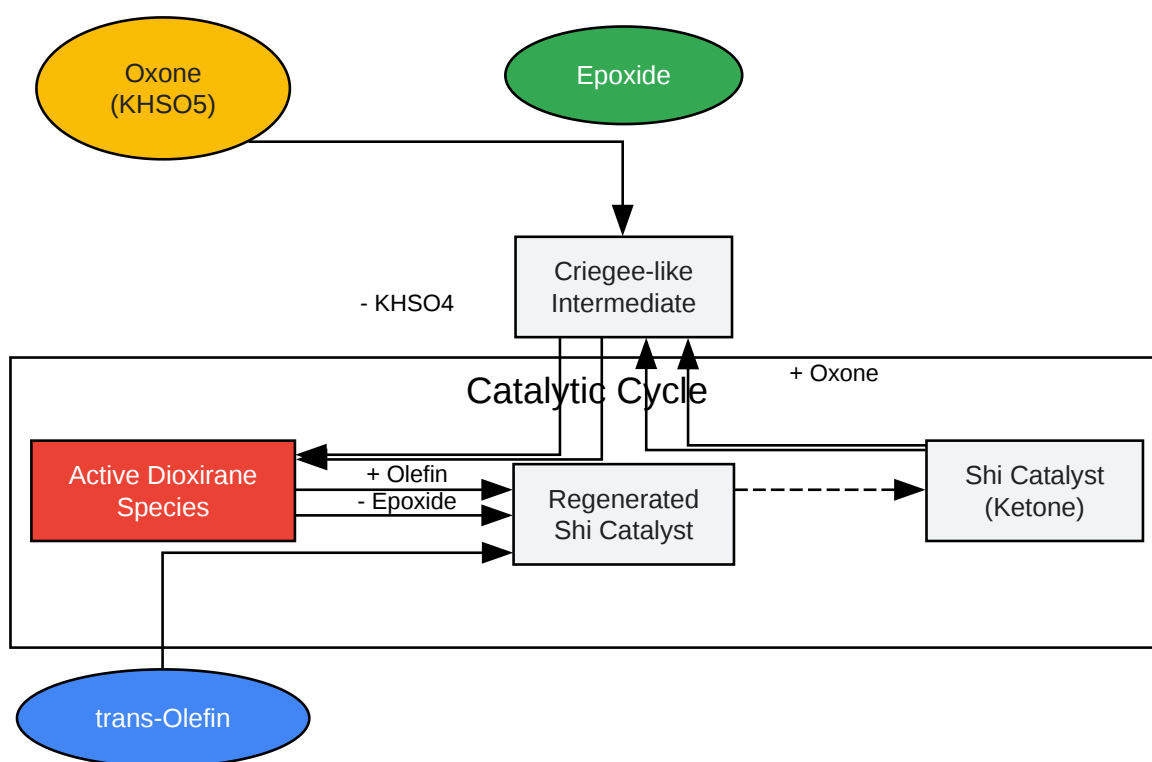 Oxone
(KHSO5)
Epoxide
Criegee-like
Intermediate
- KHSO4
+ Oxone
Catalytic Cycle
Active Dioxirane
Species
+ Olefin
- Epoxide
Regenerated
Shi Catalyst
Shi Catalyst
(Ketone)
trans-Olefin